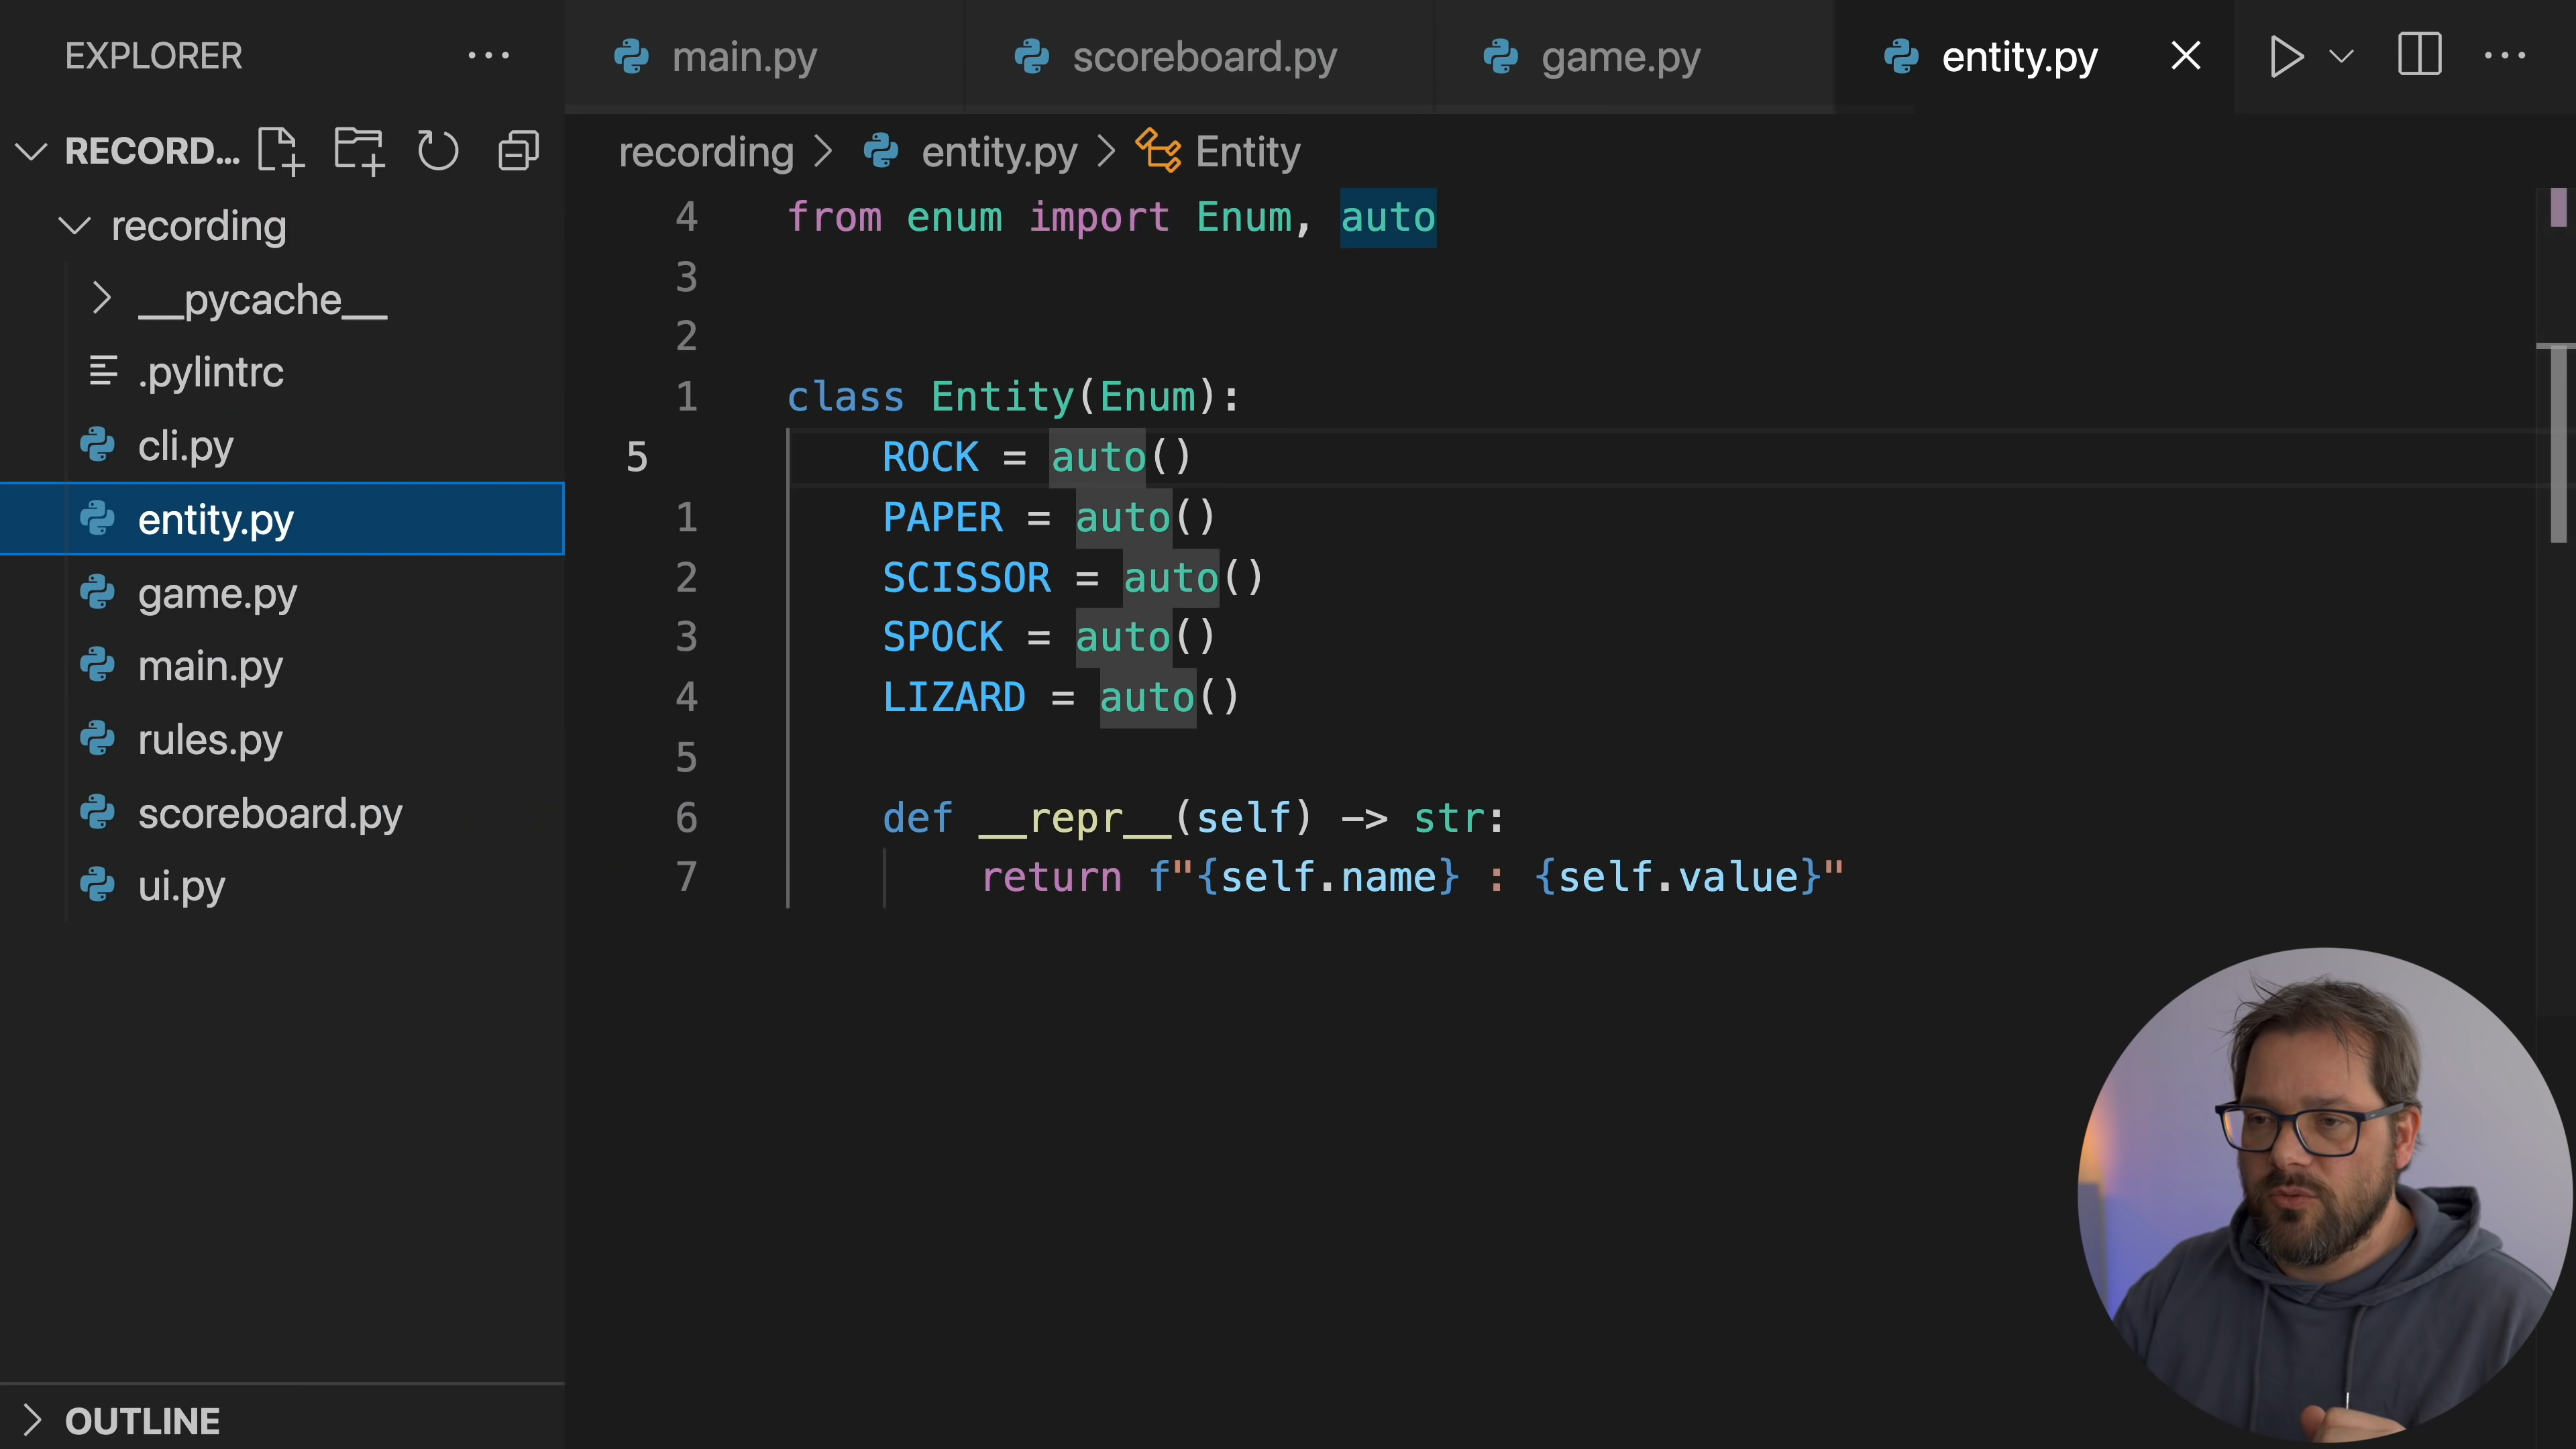 EXPLORER
main.py
scoreboard.py
game.py
entity.py
RECORD...
recording
__pycache__
.pylintrc
cli.py
entity.py
game.py
main.py
rules.py
scoreboard.py
ui.py
OUTLINE
recording > entity.py > Entity
4 from enum import Enum, auto
3
2
1 class Entity(Enum):
5 ROCK = auto()
1 PAPER = auto()
2 SCISSOR = auto()
3 SPOCK = auto()
4 LIZARD = auto()
5
6 def __repr__(self) -> str:
7 return f"{self.name} : {self.value}"